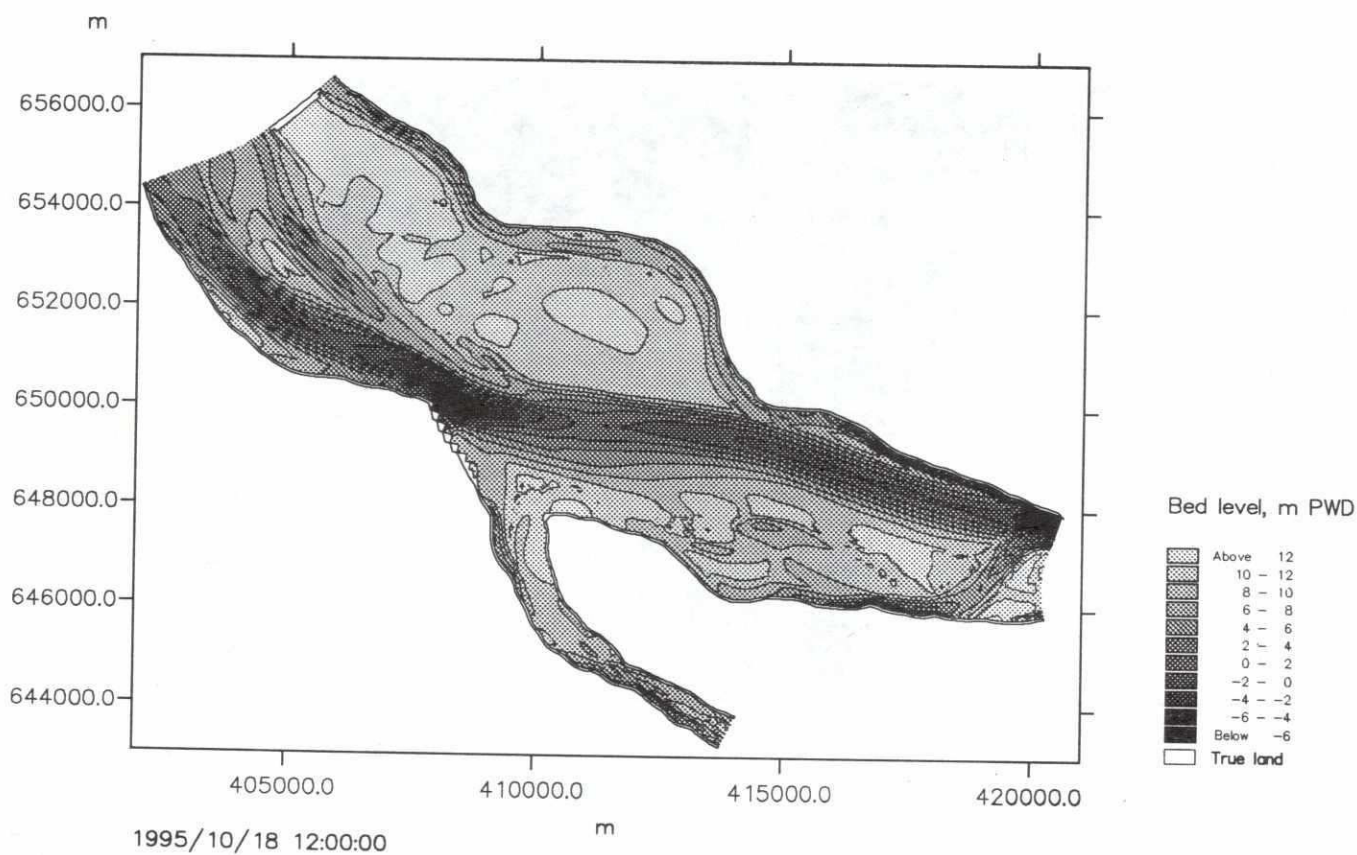 m
656000.0
654000.0
652000.0
650000.0
648000.0
646000.0
644000.0
405000.0
410000.0
415000.0
420000.0
m
1995/10/18 12:00:00
Bed level, m PWD
Above 12
10 - 12
8 - 10
6 - 8
4 - 6
2 - 4
0 - 2
-2 - 0
-4 - -2
-6 - -4
Below -6
True land